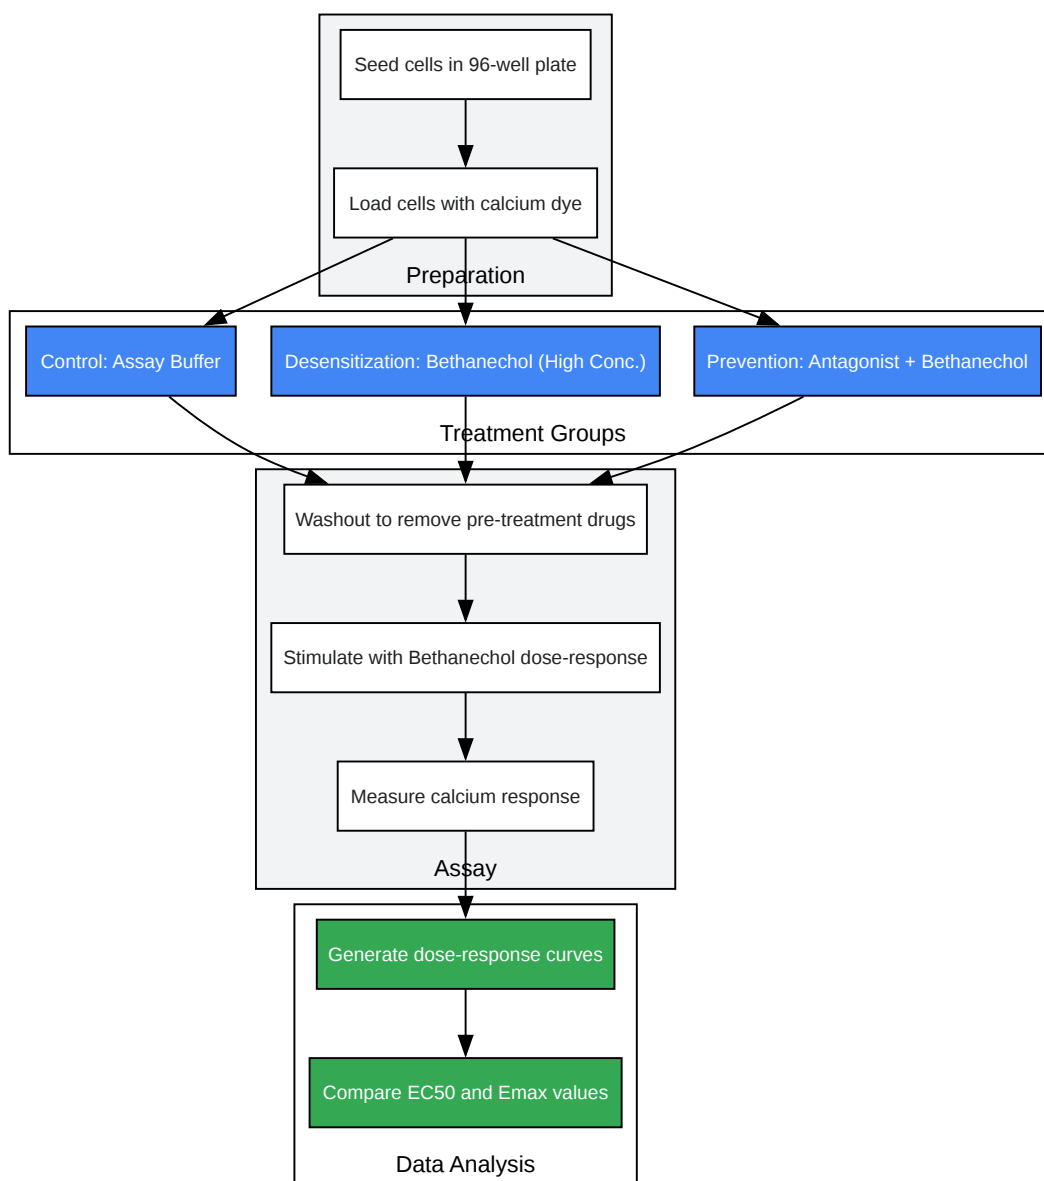 Seed cells in 96-well plate
Load cells with calcium dye
Preparation
Control: Assay Buffer
Desensitization: Bethanechol (High Conc.)
Prevention: Antagonist + Bethanechol
Treatment Groups
Washout to remove pre-treatment drugs
Stimulate with Bethanechol dose-response
Measure calcium response
Assay
Generate dose-response curves
Compare EC50 and Emax values
Data Analysis